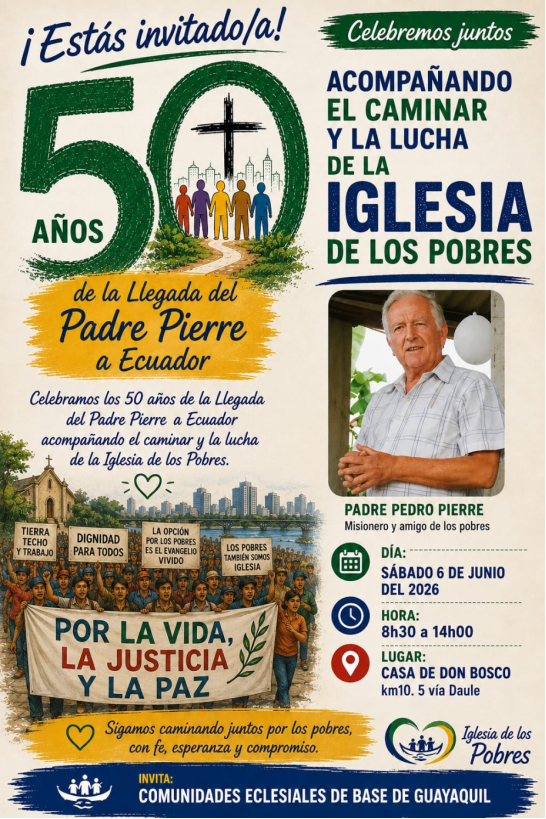 ¡Estás invitado/a!
50
AÑOS
de la Llegada del
Padre Pierre
a Ecuador
Celebramos los 50 años de la Llegada
del Padre Pierre a Ecuador
acompañando el caminar y la lucha
de la Iglesia de los Pobres.
TIERRA
TECHO
Y TRABAJO
DIGNIDAD
PARA TODOS
LA OPCIÓN
POR LOS POBRES
ES EL EVANGELIO
VIVIDO
LOS POBRES
TAMBIÉN SOMOS
IGLESIA
POR LA VIDA,
LA JUSTICIA
Y LA PAZ
Celebremos juntos
ACOMPAÑANDO
EL CAMINAR
Y LA LUCHA
DE LA
IGLESIA
DE LOS POBRES
PADRE PEDRO PIERRE
Misionero y amigo de los pobres
DÍA:
SÁBADO 6 DE JUNIO
DEL 2026
HORA:
8h30 a 14h00
LUGAR:
CASA DE DON BOSCO
km10. 5 vía Daule
Sigamos caminando juntos por los pobres,
con fe, esperanza y compromiso.
Iglesia de los
Pobres
INVITA:
COMUNIDADES ECLESIALES DE BASE DE GUAYAQUIL